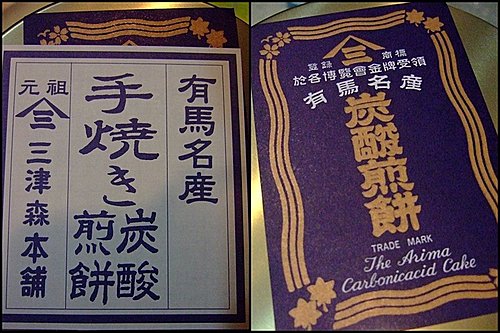 有馬名産
手焼き炭酸煎餅
元祖
三
三津森本舗
登録
商標
三
於各博覧會金牌受領
有馬名産
炭酸煎餅
TRADE MARK
The Arima
Carbonicacid Cake